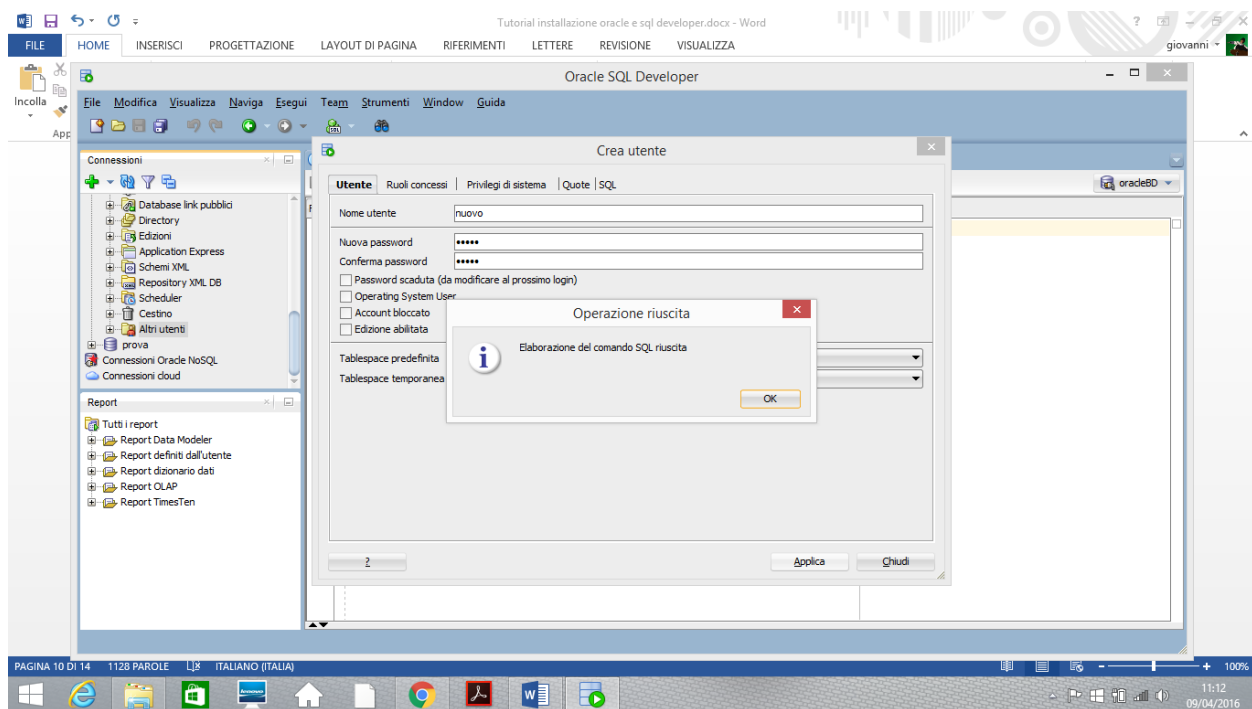 Tutorial installazione oracle e sql developer.docx - Word
?
FILE HOME INSERISCI PROGETTAZIONE LAYOUT DI PAGINA RIFERIMENTI LETTERE REVISIONE VISUALIZZA giovanni
Incolla
App
Oracle SQL Developer
File Modifica Visualizza Naviga Esegui Team Strumenti Window Guida
Connessioni
Database link pubblici
Directory
Edizioni
Application Express
Schemi XML
Repository XML DB
Scheduler
Cestino
Altri utenti
prova
Connessioni Oracle NoSQL
Connessioni cloud
Report
Tutti i report
Report Data Modeler
Report definiti dall'utente
Report dizionario dati
Report OLAP
Report TimesTen
oracleBD
Crea utente
Utente Ruoli concessi Privilegi di sistema Quote SQL
Nome utente nuovo
Nuova password •••••
Conferma password •••••
Password scaduta (da modificare al prossimo login)
Operating System User
Account bloccato
Edizione abilitata
Tablespace predefinita
Tablespace temporanea
Operazione riuscita
Elaborazione del comando SQL riuscita
OK
? Applica Chiudi
PAGINA 10 DI 14 1128 PAROLE ITALIANO (ITALIA) 100%
lenovo
11:12
09/04/2016